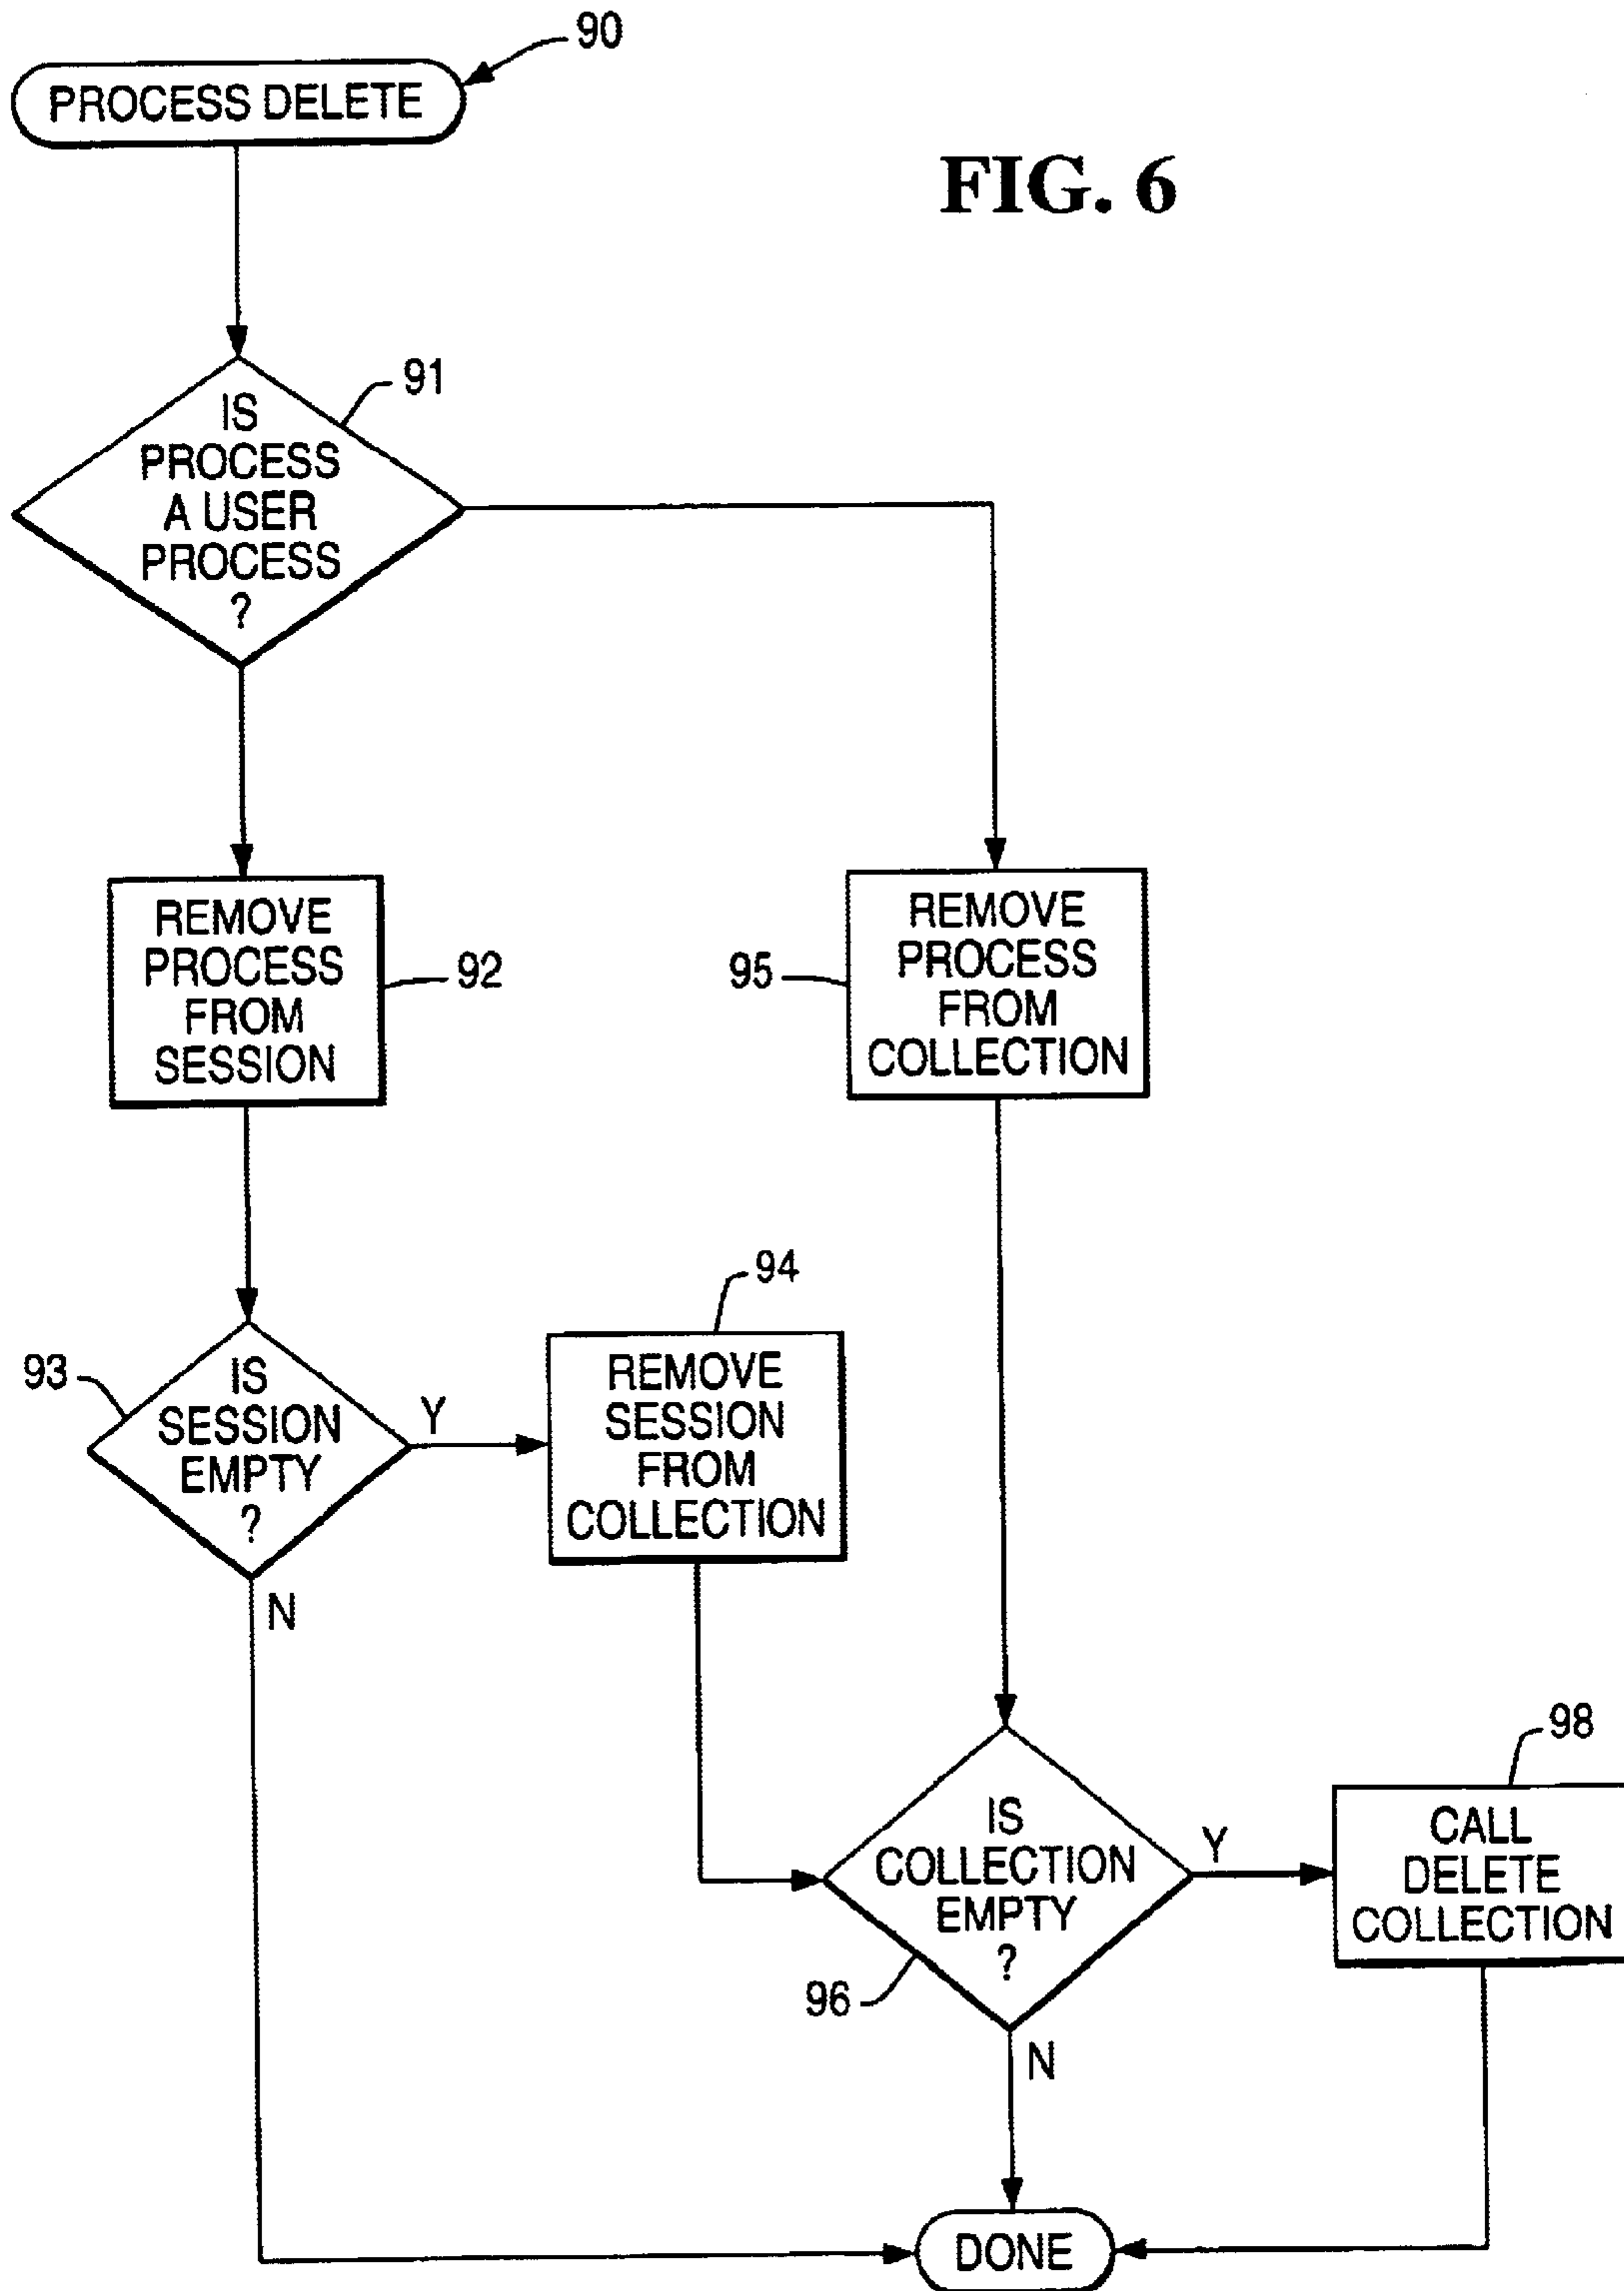 90
PROCESS DELETE
FIG. 6
91
IS
PROCESS
A USER
PROCESS
?
REMOVE
PROCESS
FROM
SESSION
92
95
REMOVE
PROCESS
FROM
COLLECTION
93
IS
SESSION
EMPTY
?
Y
N
94
REMOVE
SESSION
FROM
COLLECTION
IS
COLLECTION
EMPTY
?
96
Y
N
98
CALL
DELETE
COLLECTION
DONE